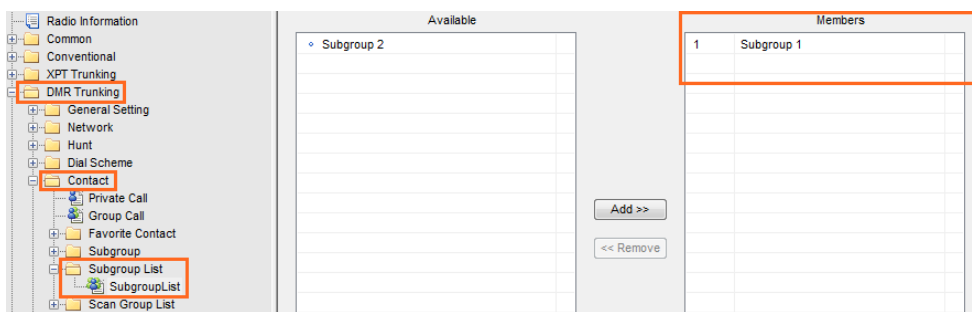 Radio Information
Common
Conventional
XPT Trunking
DMR Trunking
General Setting
Network
Hunt
Dial Scheme
Contact
Private Call
Group Call
Favorite Contact
Subgroup
Subgroup List
SubgroupList
Scan Group List
Available
Subgroup 2
Add >>
<< Remove
Members
1 Subgroup 1